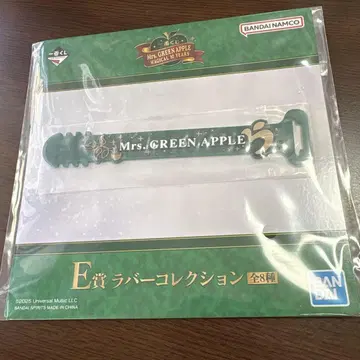 一番くじ
Mrs. GREEN APPLE
MAGICAL 10 YEARS
BANDAI NAMCO
Mrs. GREEN APPLE
E賞 ラバーコレクション 全8種
©2025 Universal Music LLC
BANDAI SPIRITS MADE IN CHINA
BAN
DAI